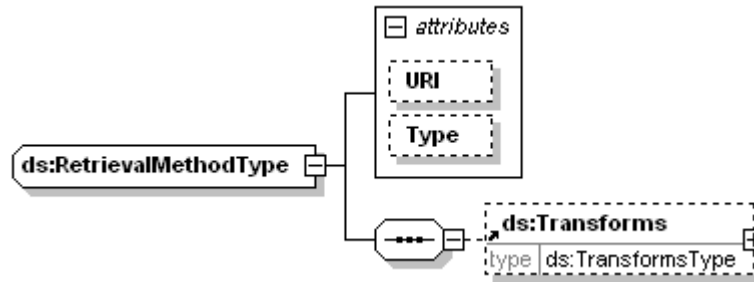 attributes
URI
Type
ds:RetrievalMethodType
ds:Transforms
type ds:TransformsType